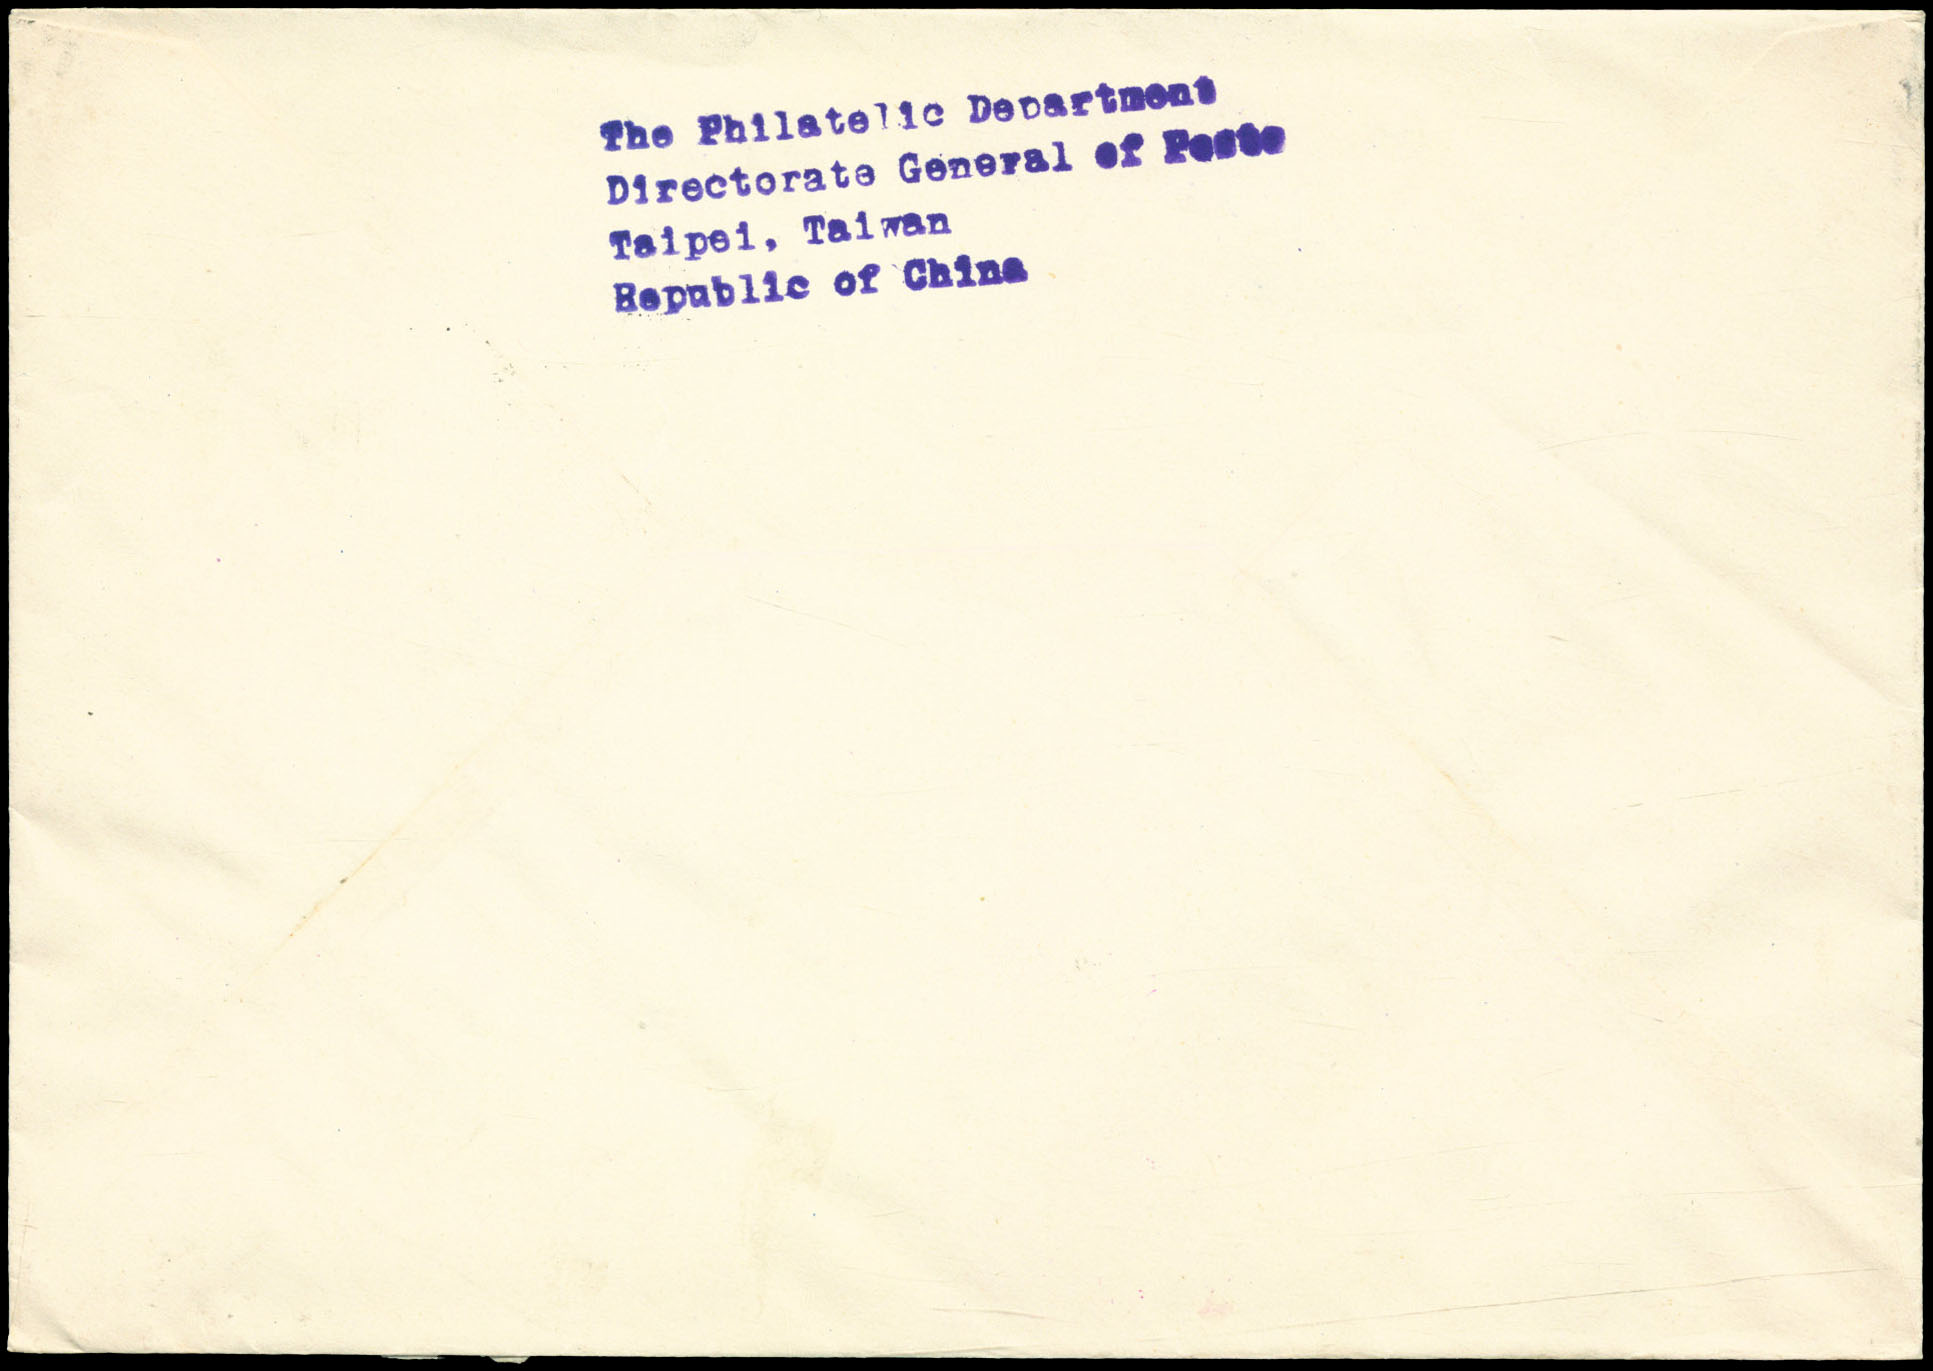 The Philatelic Department
Directorate General of Posts
Taipei, Taiwan
Republic of China